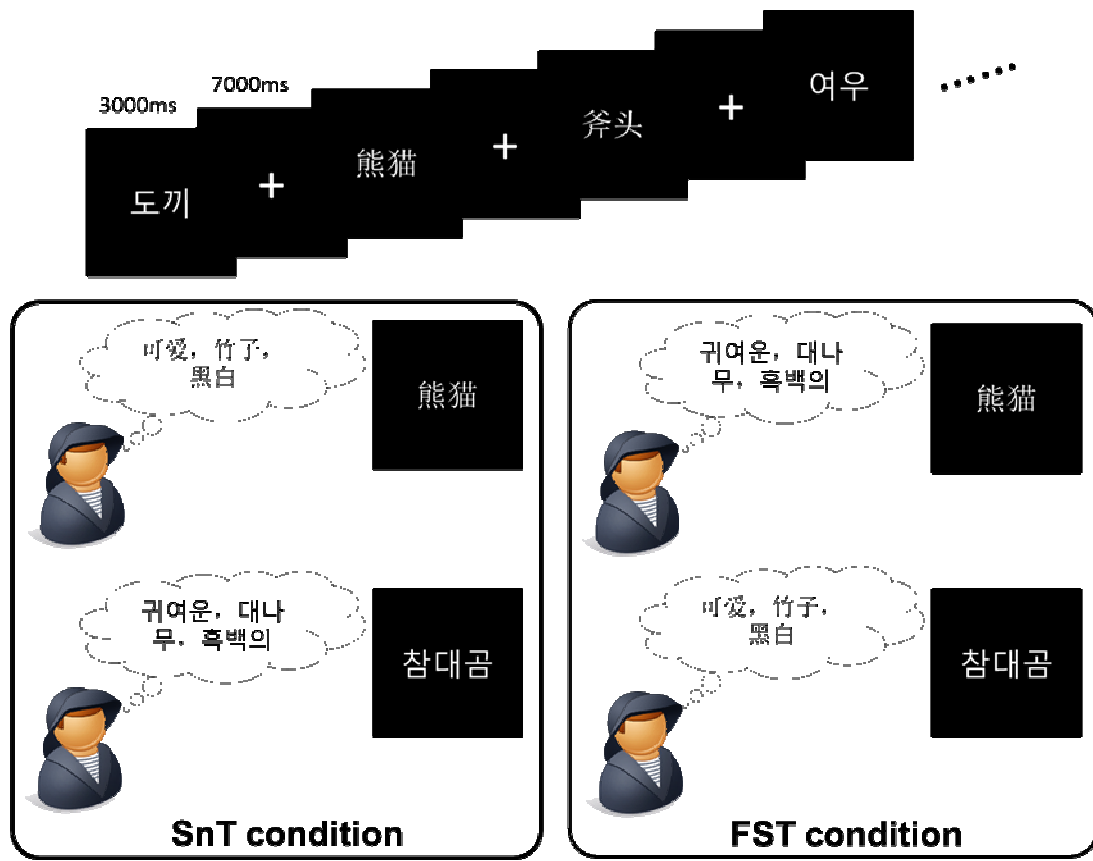 3000ms
7000ms
도끼
+
熊猫
+
斧头
+
여우
可爱，竹子，
黑白
熊猫
귀여운，대나
무，흑백의
참대곰
SnT condition
귀여운，대나
무，흑백의
熊猫
可爱，竹子，
黑白
참대곰
FST condition